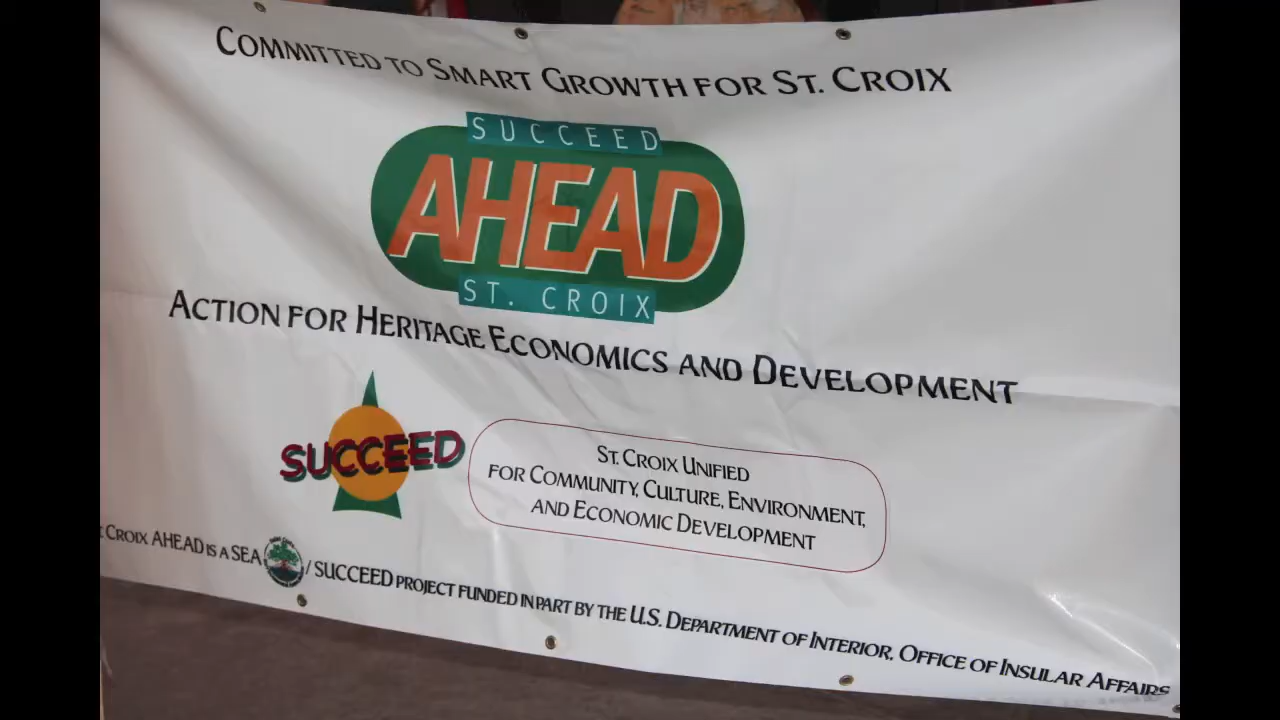 COMMITTED TO SMART GROWTH FOR ST. CROIX
SUCCEED
AHEAD
ST. CROIX
ACTION FOR HERITAGE ECONOMICS AND DEVELOPMENT
SUCCEED
ST. CROIX UNIFIED
FOR COMMUNITY, CULTURE, ENVIRONMENT,
AND ECONOMIC DEVELOPMENT
CROIX AHEAD IS A SEA / SUCCEED PROJECT FUNDED IN PART BY THE U.S. DEPARTMENT OF INTERIOR, OFFICE OF INSULAR AFFAIRS